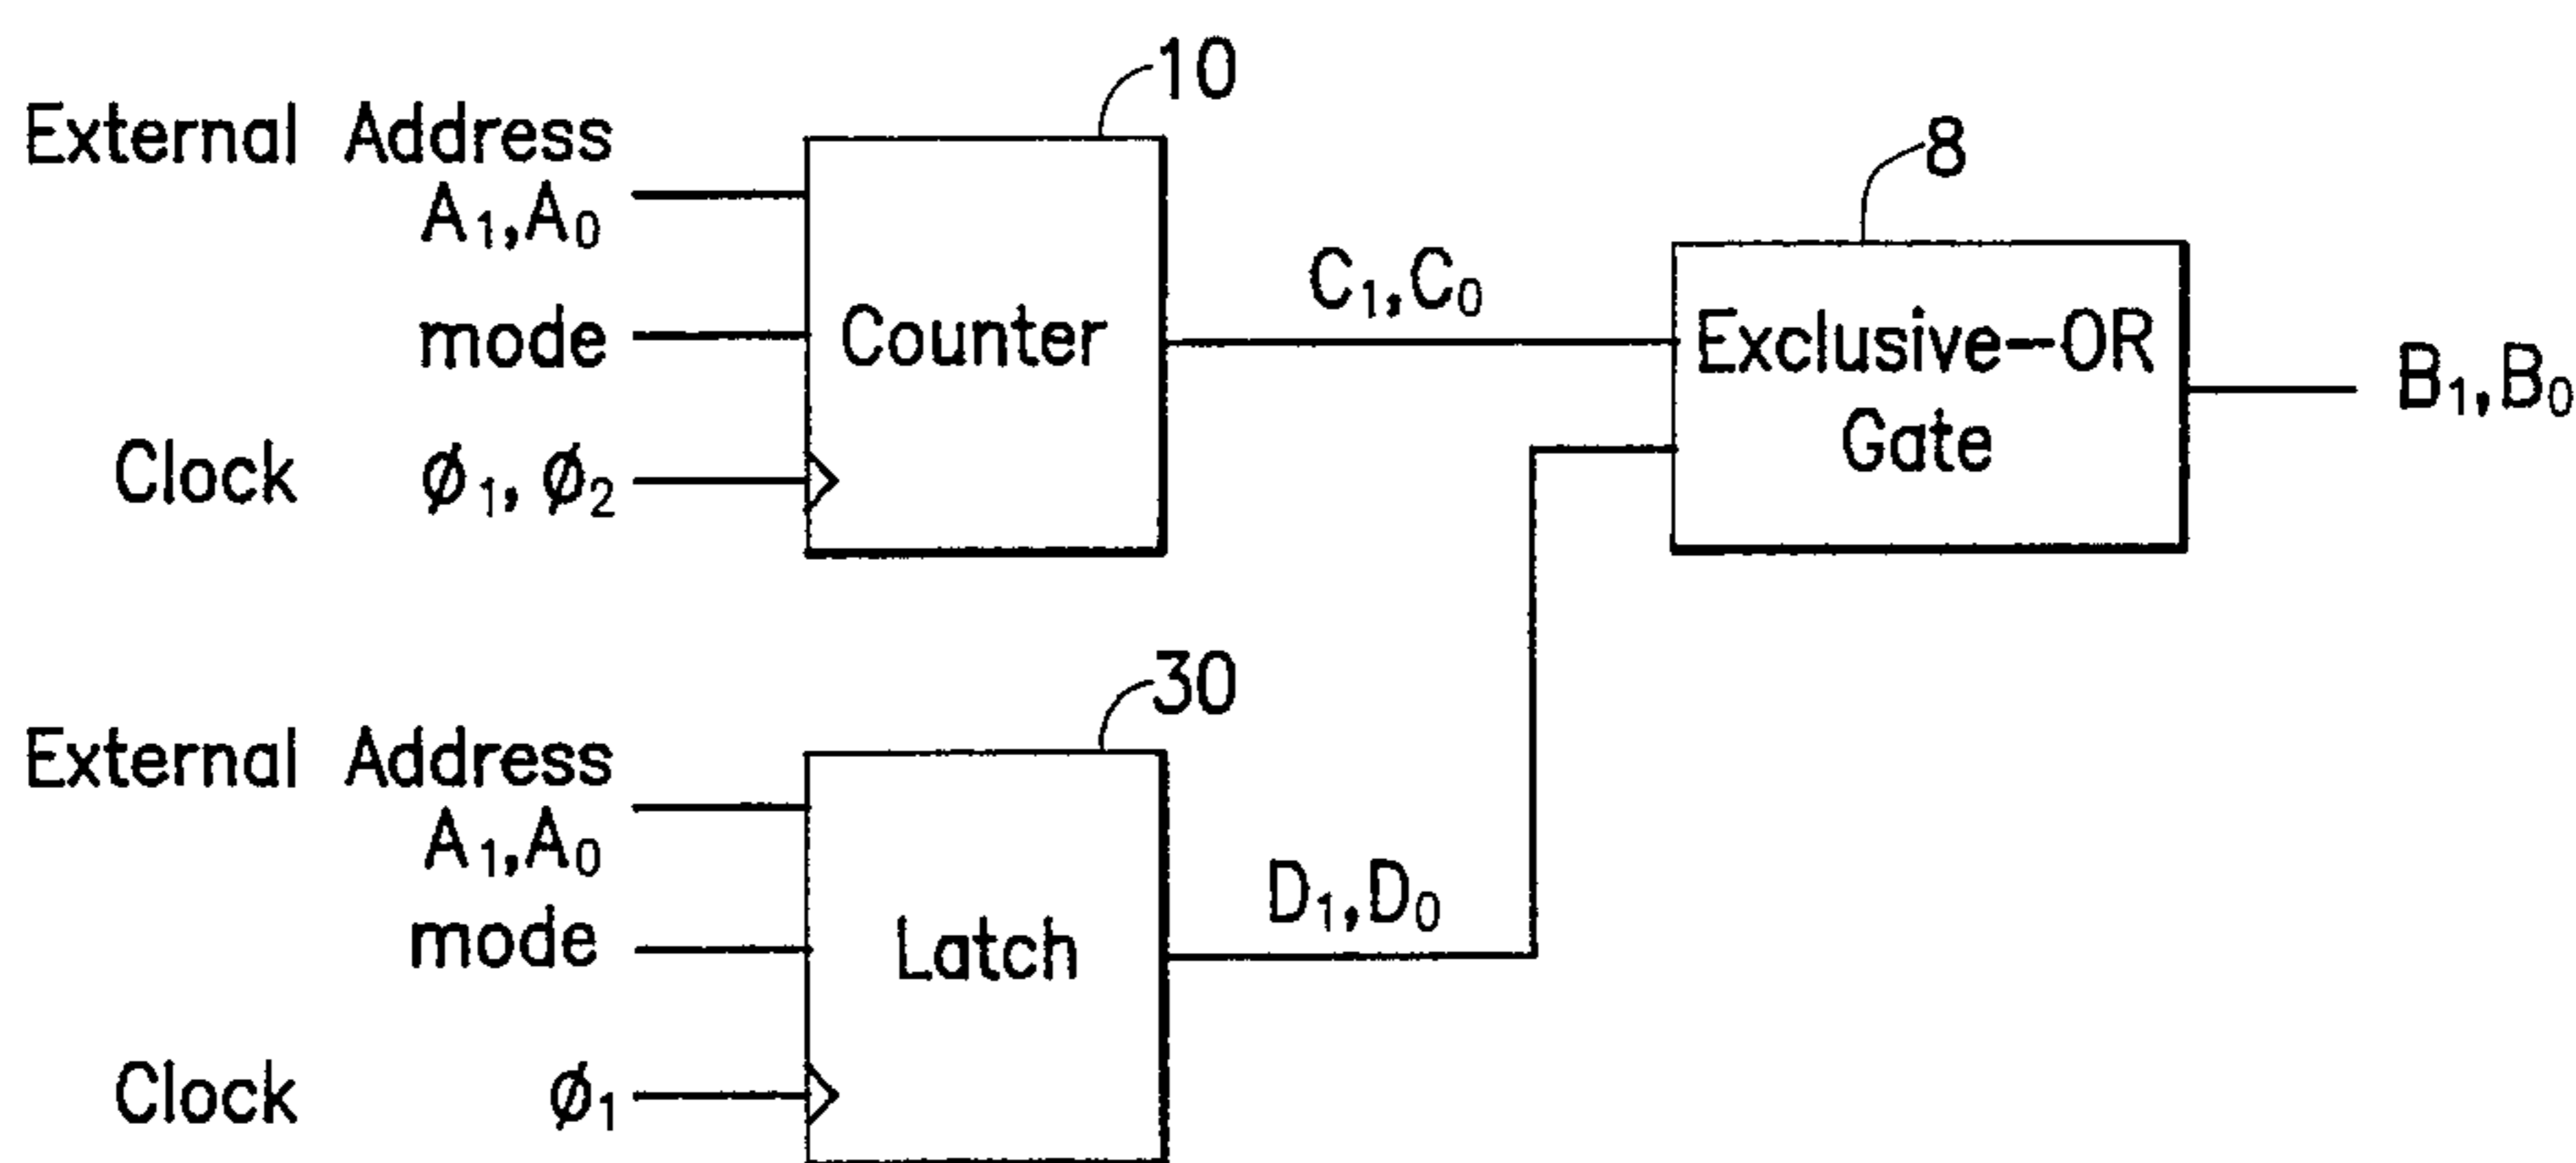 10
External Address
A₁,A₀
mode
Counter
Clock ϕ₁, ϕ₂
C₁,C₀
8
Exclusive-OR
Gate
B₁,B₀
30
External Address
A₁,A₀
mode
Latch
D₁,D₀
Clock ϕ₁